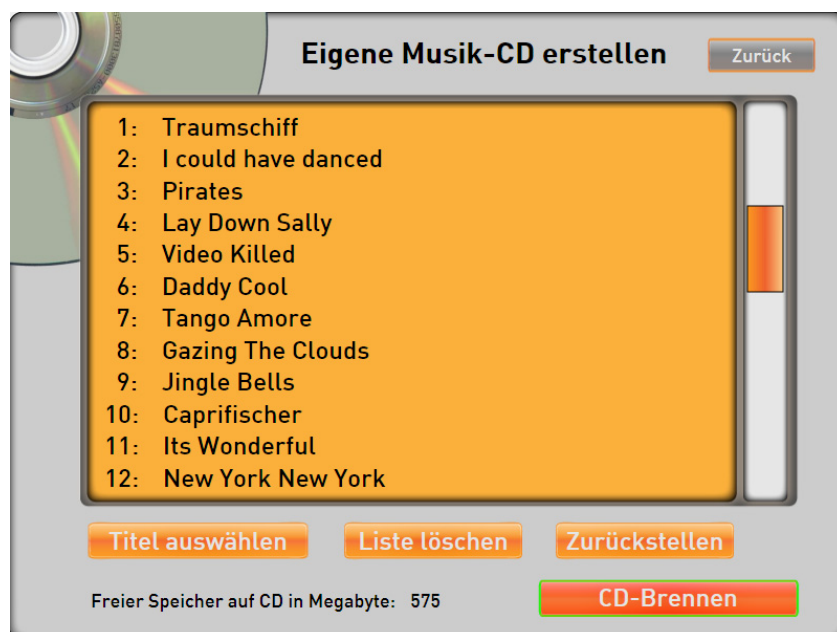 Eigene Musik-CD erstellen
Zurück
1: Traumschiff
2: I could have danced
3: Pirates
4: Lay Down Sally
5: Video Killed
6: Daddy Cool
7: Tango Amore
8: Gazing The Clouds
9: Jingle Bells
10: Caprifischer
11: Its Wonderful
12: New York New York
Titel auswählen
Liste löschen
Zurückstellen
Freier Speicher auf CD in Megabyte: 575
CD-Brennen